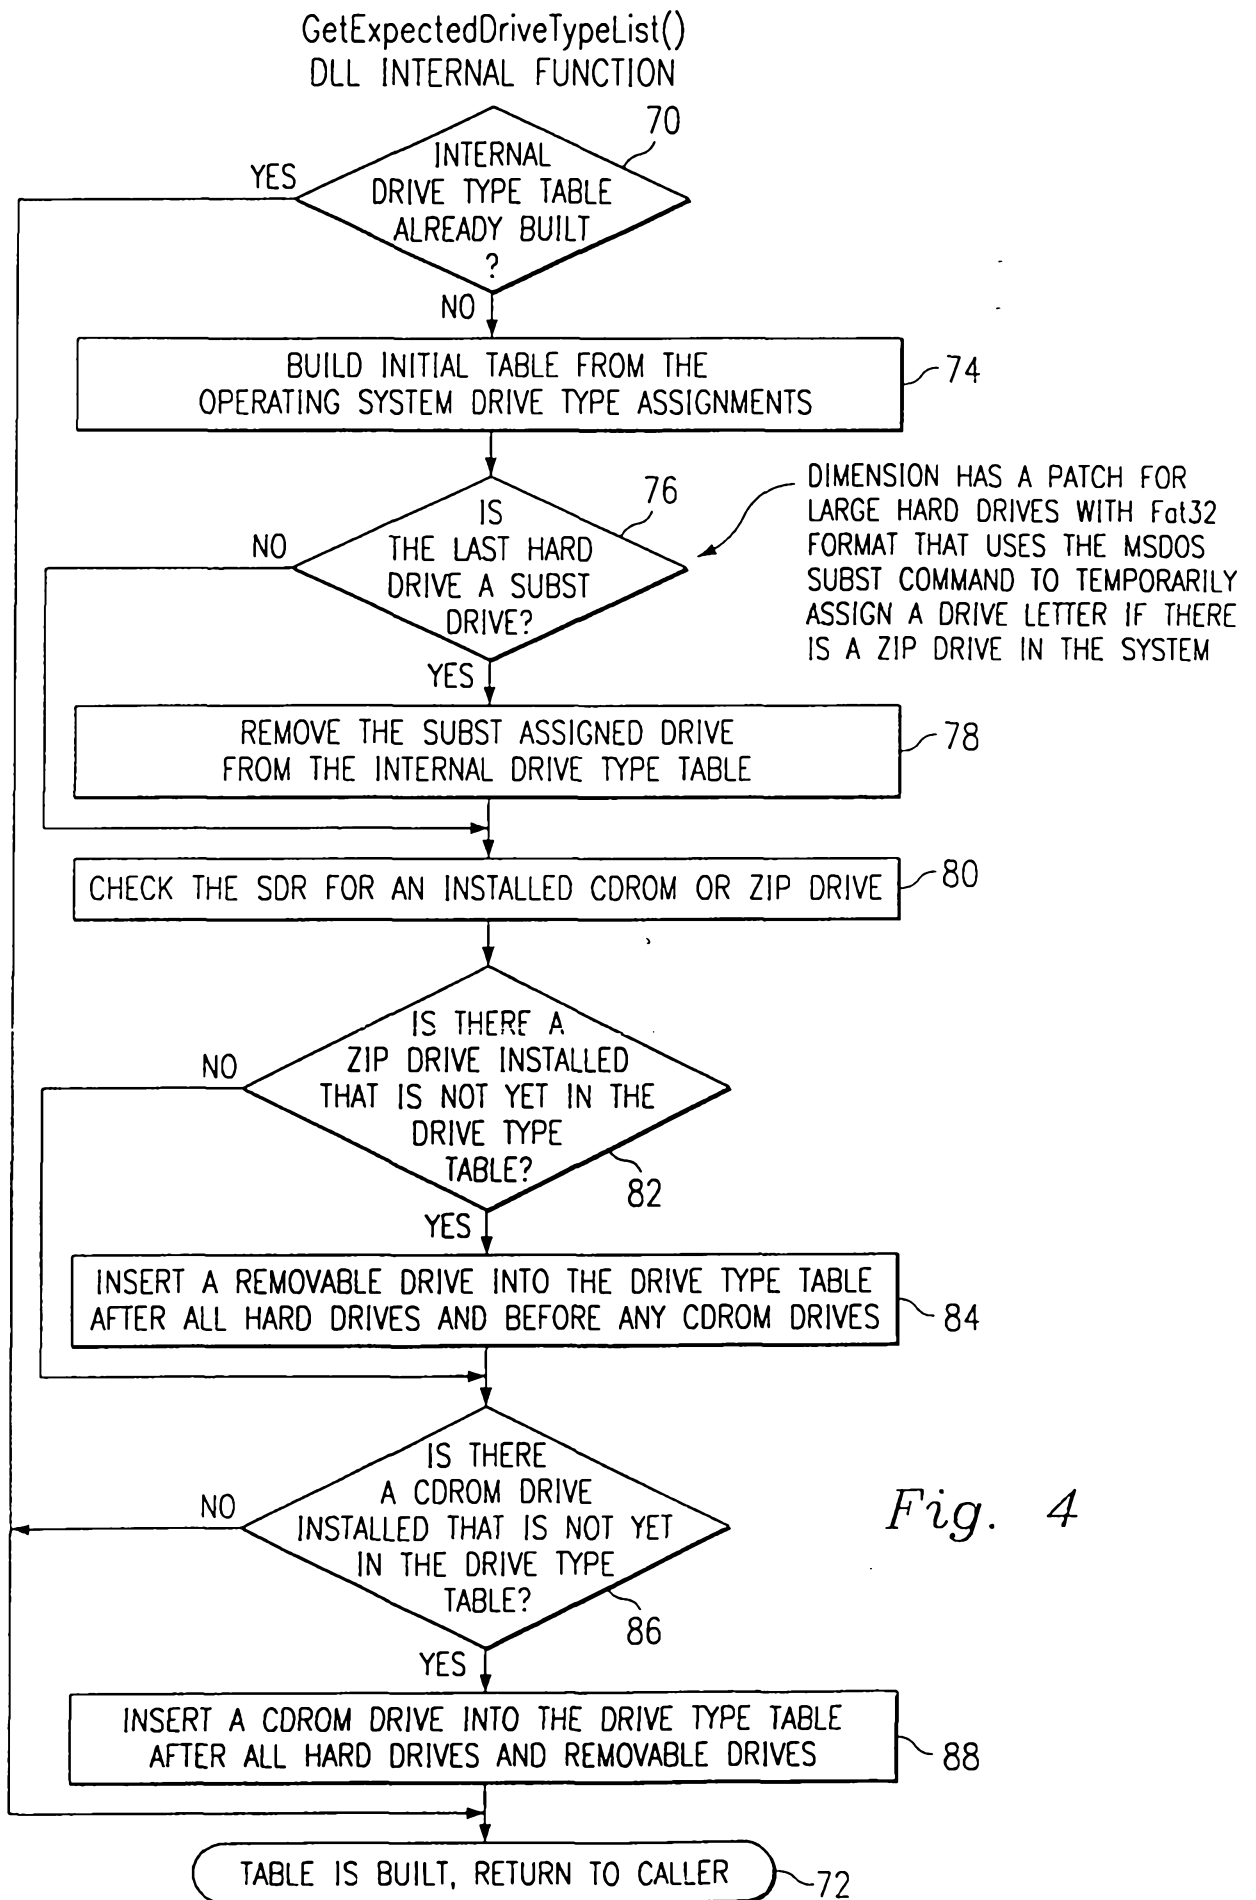 GetExpectedDriveTypeList()
DLL INTERNAL FUNCTION
70
INTERNAL
DRIVE TYPE TABLE
ALREADY BUILT
?
YES
NO
BUILD INITIAL TABLE FROM THE
OPERATING SYSTEM DRIVE TYPE ASSIGNMENTS
74
76
IS
THE LAST HARD
DRIVE A SUBST
DRIVE?
NO
YES
DIMENSION HAS A PATCH FOR
LARGE HARD DRIVES WITH Fat32
FORMAT THAT USES THE MSDOS
SUBST COMMAND TO TEMPORARILY
ASSIGN A DRIVE LETTER IF THERE
IS A ZIP DRIVE IN THE SYSTEM
REMOVE THE SUBST ASSIGNED DRIVE
FROM THE INTERNAL DRIVE TYPE TABLE
78
CHECK THE SDR FOR AN INSTALLED CDROM OR ZIP DRIVE
80
IS THERE A
ZIP DRIVE INSTALLED
THAT IS NOT YET IN THE
DRIVE TYPE
TABLE?
NO
82
YES
INSERT A REMOVABLE DRIVE INTO THE DRIVE TYPE TABLE
AFTER ALL HARD DRIVES AND BEFORE ANY CDROM DRIVES
84
IS THERE
A CDROM DRIVE
INSTALLED THAT IS NOT YET
IN THE DRIVE TYPE
TABLE?
NO
86
YES
Fig. 4
INSERT A CDROM DRIVE INTO THE DRIVE TYPE TABLE
AFTER ALL HARD DRIVES AND REMOVABLE DRIVES
88
TABLE IS BUILT, RETURN TO CALLER
72